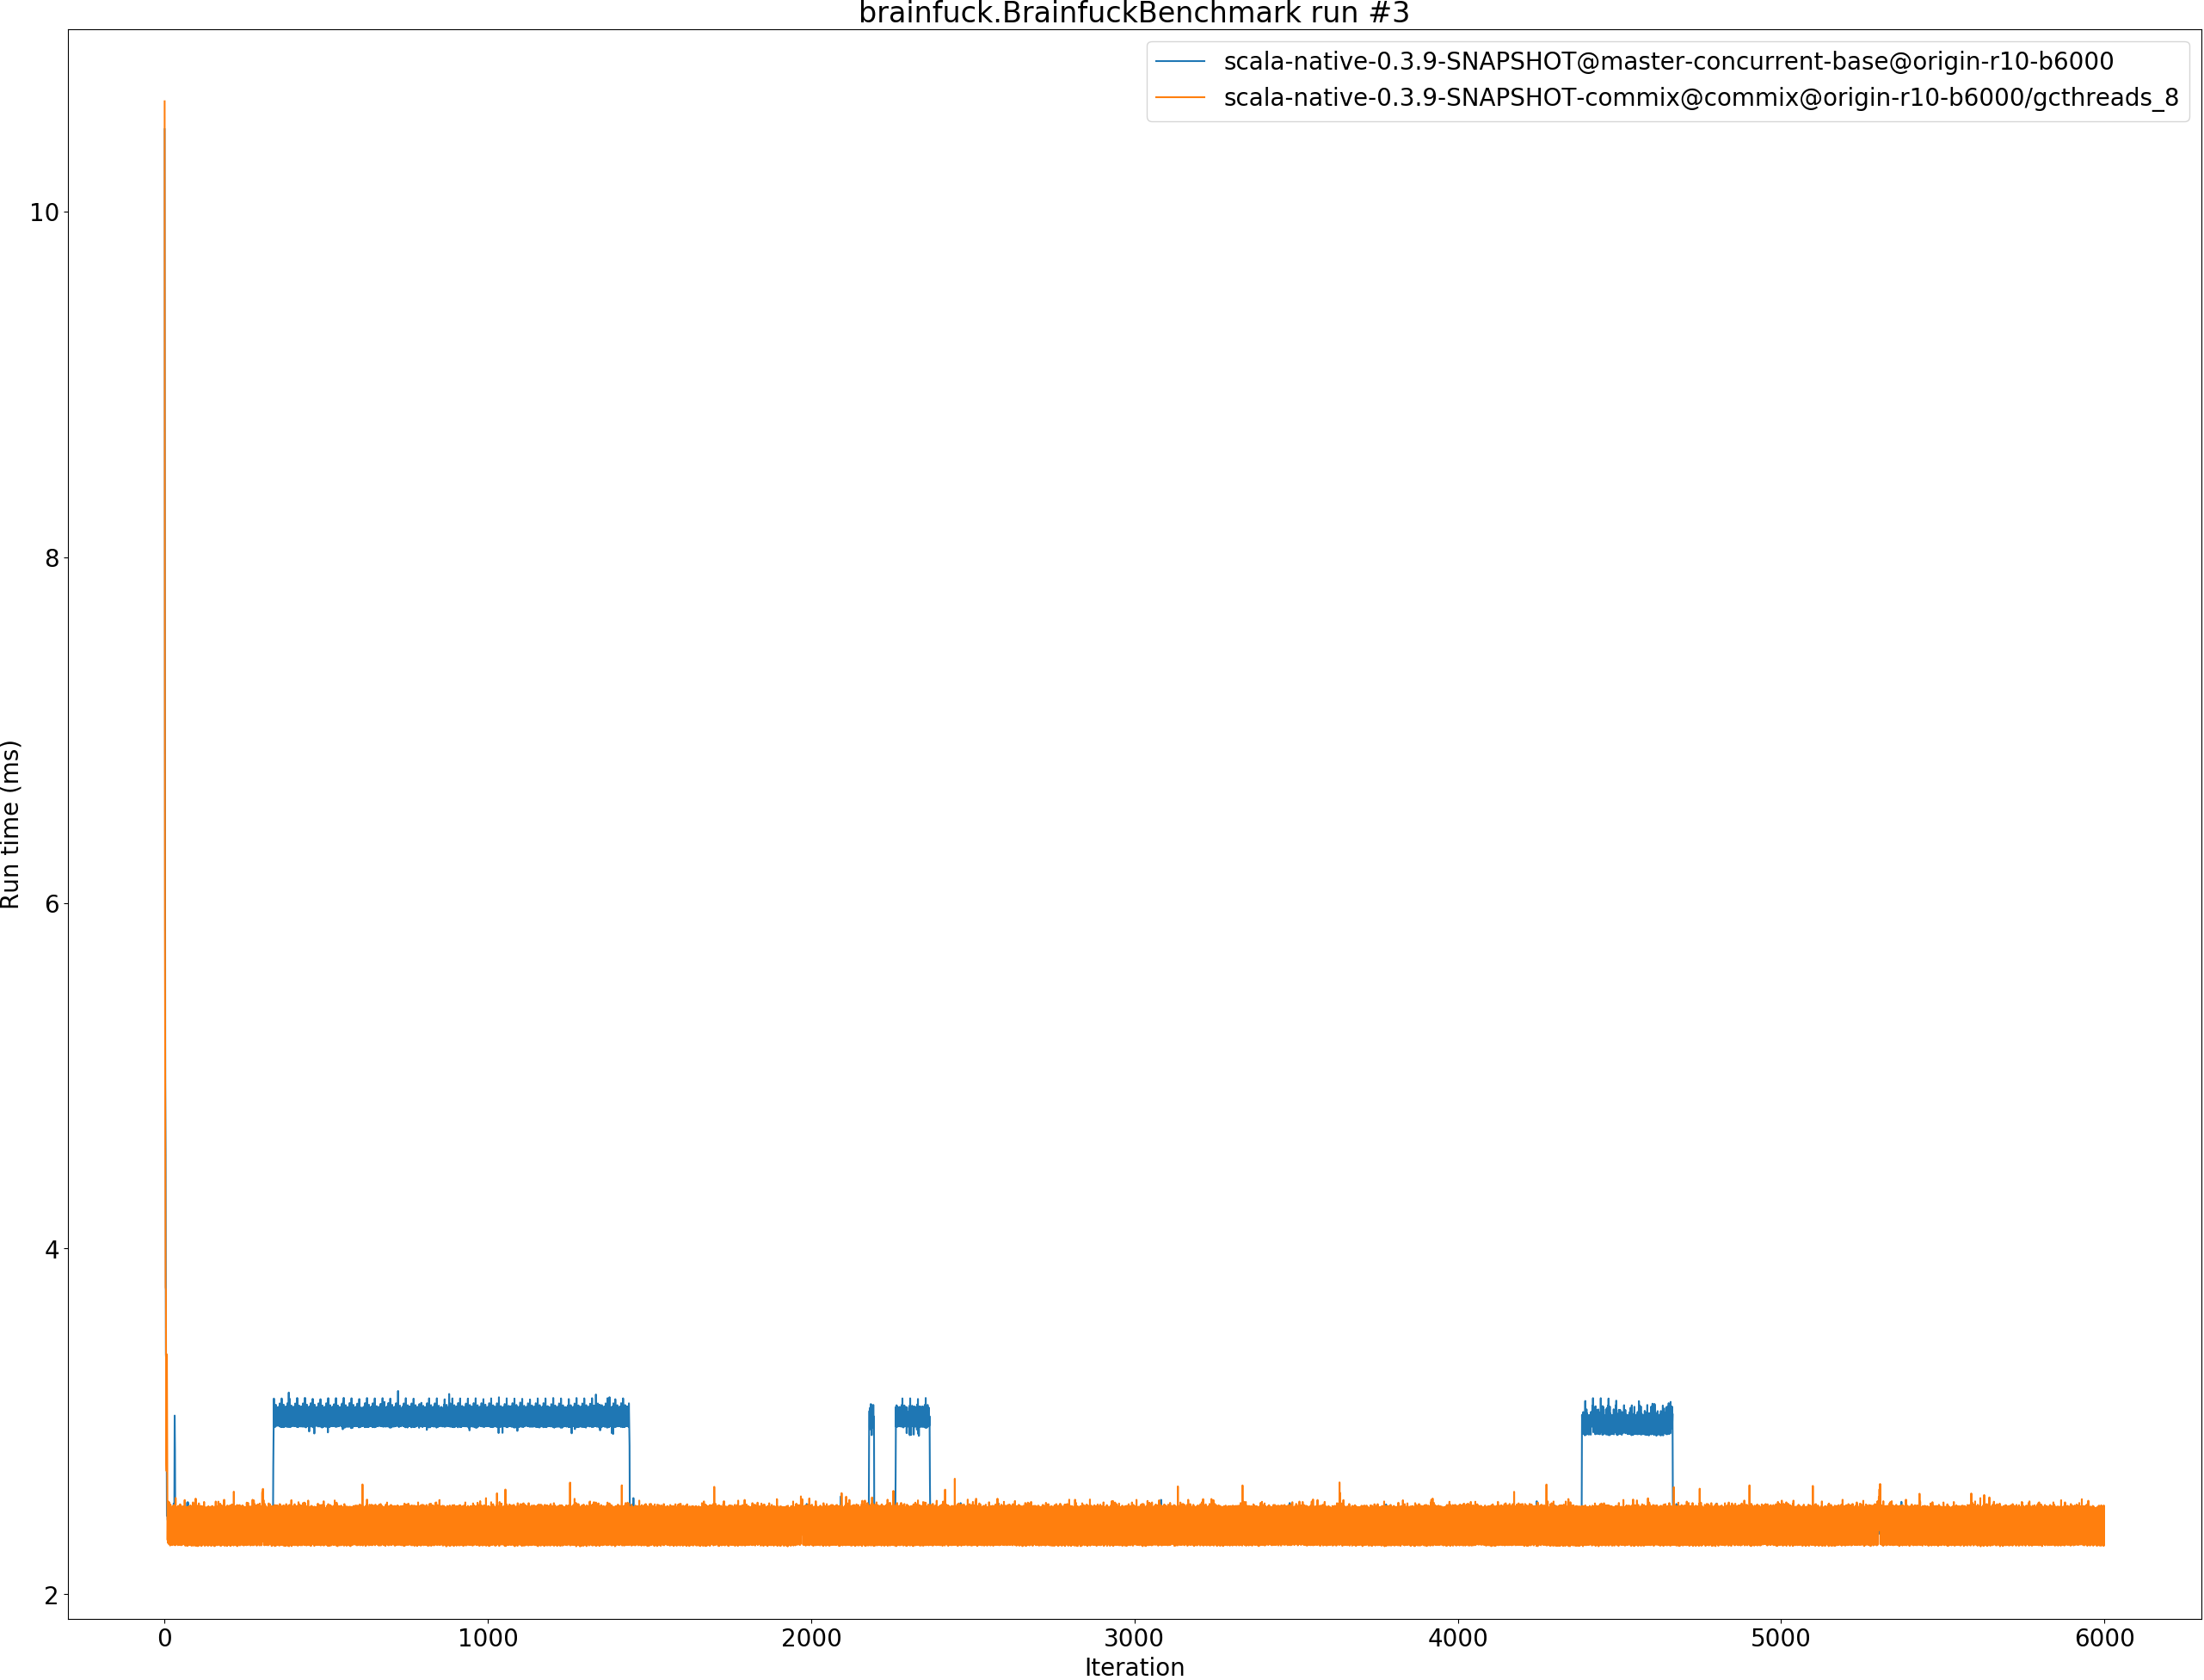 brainfuck.BrainfuckBenchmark run #3
scala-native-0.3.9-SNAPSHOT@master-concurrent-base@origin-r10-b6000
scala-native-0.3.9-SNAPSHOT-commix@commix@origin-r10-b6000/gcthreads_8
10
8
6
4
2
Run time (ms)
0 1000 2000 3000 4000 5000 6000
Iteration